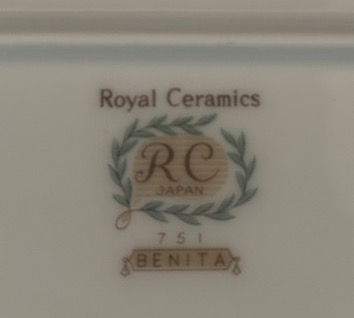 Royal Ceramics
RC
JAPAN
751
BENITA